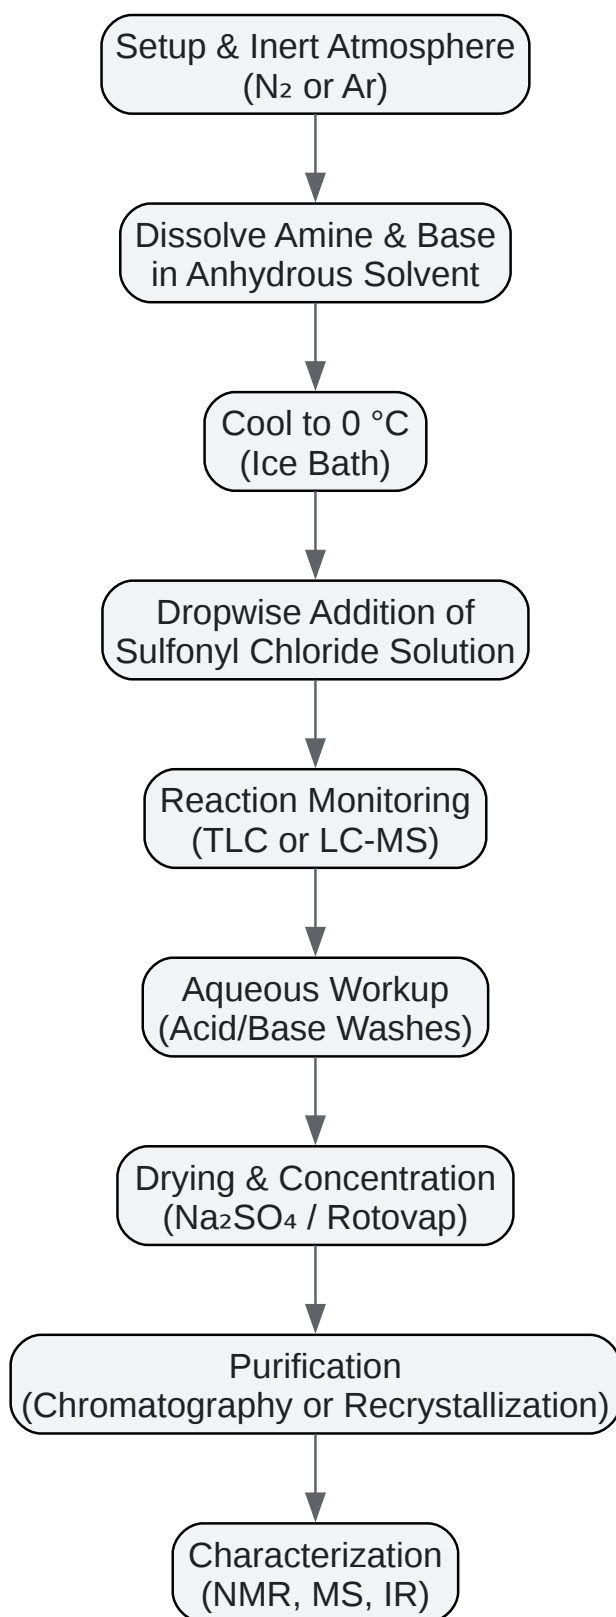 Setup & Inert Atmosphere
(N₂ or Ar)
Dissolve Amine & Base
in Anhydrous Solvent
Cool to 0 °C
(Ice Bath)
Dropwise Addition of
Sulfonyl Chloride Solution
Reaction Monitoring
(TLC or LC-MS)
Aqueous Workup
(Acid/Base Washes)
Drying & Concentration
(Na₂SO₄ / Rotovap)
Purification
(Chromatography or Recrystallization)
Characterization
(NMR, MS, IR)